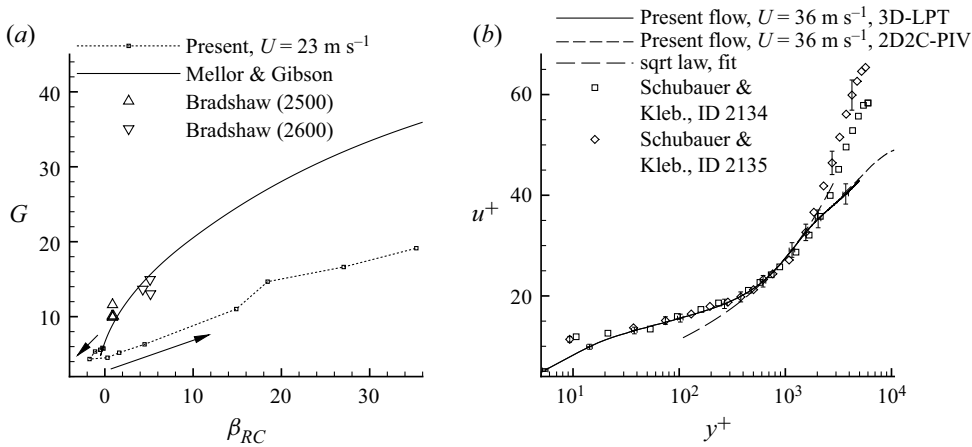 (a)
Present, U = 23 m s⁻¹
Mellor & Gibson
Bradshaw (2500)
Bradshaw (2600)
40
30
20
10
G
0
10
20
30
β_RC
(b)
Present flow, U = 36 m s⁻¹, 3D-LPT
Present flow, U = 36 m s⁻¹, 2D2C-PIV
sqrt law, fit
Schubauer &
Kleb., ID 2134
Schubauer &
Kleb., ID 2135
60
40
20
u⁺
10¹
10²
10³
10⁴
y⁺